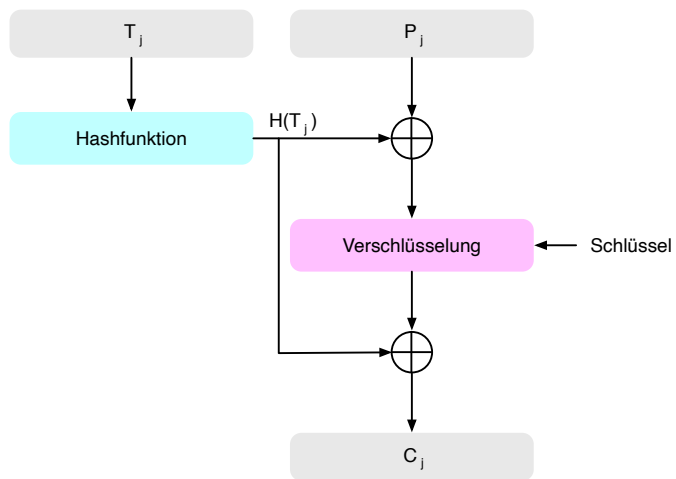 T j
P j
Hashfunktion
H(T j )
Verschlüsselung
Schlüssel
C j